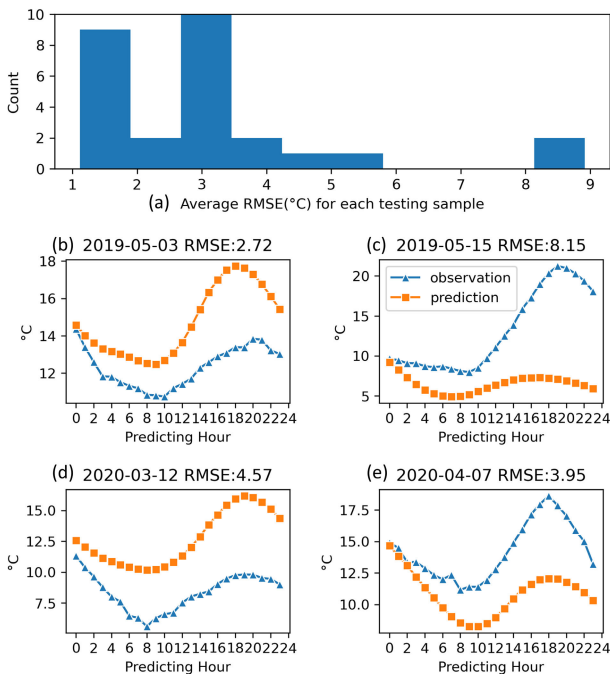 10
8
6
4
2
0
Count
1 2 3 4 5 6 7 8 9
(a) Average RMSE(°C) for each testing sample
(b) 2019-05-03 RMSE:2.72
18
16
14
12
°C
0 2 4 6 8 10 12 14 16 18 20 22 24
Predicting Hour
(c) 2019-05-15 RMSE:8.15
observation
prediction
20
15
10
5
°C
0 2 4 6 8 10 12 14 16 18 20 22 24
Predicting Hour
(d) 2020-03-12 RMSE:4.57
15.0
12.5
10.0
7.5
°C
0 2 4 6 8 10 12 14 16 18 20 22 24
Predicting Hour
(e) 2020-04-07 RMSE:3.95
17.5
15.0
12.5
10.0
°C
0 2 4 6 8 10 12 14 16 18 20 22 24
Predicting Hour